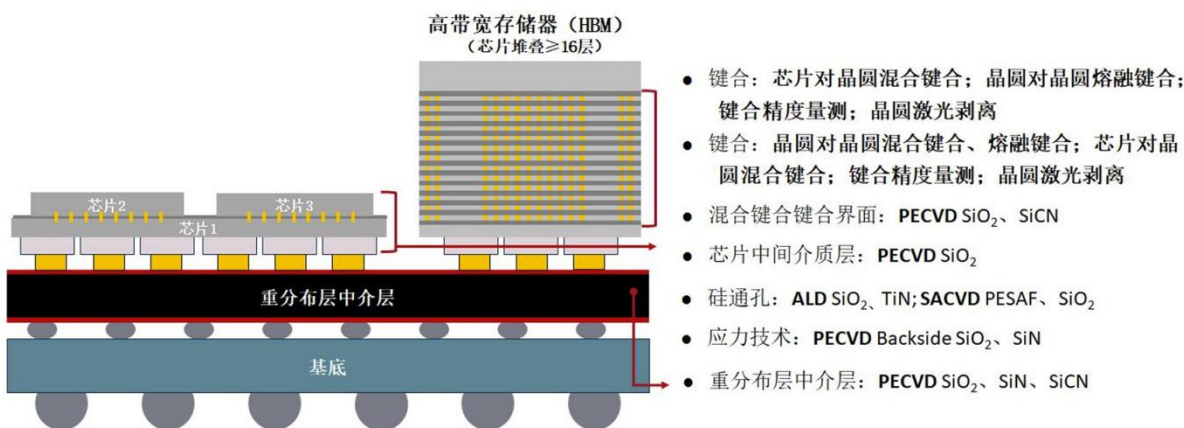 高带宽存储器（HBM）
（芯片堆叠≥16层）
● 键合：芯片对晶圆混合键合；晶圆对晶圆熔融键合；
键合精度量测；晶圆激光剥离
● 键合：晶圆对晶圆混合键合、熔融键合；芯片对晶
圆混合键合；键合精度量测；晶圆激光剥离
● 混合键合键合界面：PECVD SiO₂、SiCN
● 芯片中间介质层：PECVD SiO₂
● 硅通孔：ALD SiO₂、TiN; SACVD PESAF、SiO₂
● 应力技术：PECVD Backside SiO₂、SiN
● 重分布层中介层：PECVD SiO₂、SiN、SiCN
芯片2
芯片3
芯片1
重分布层中介层
基底